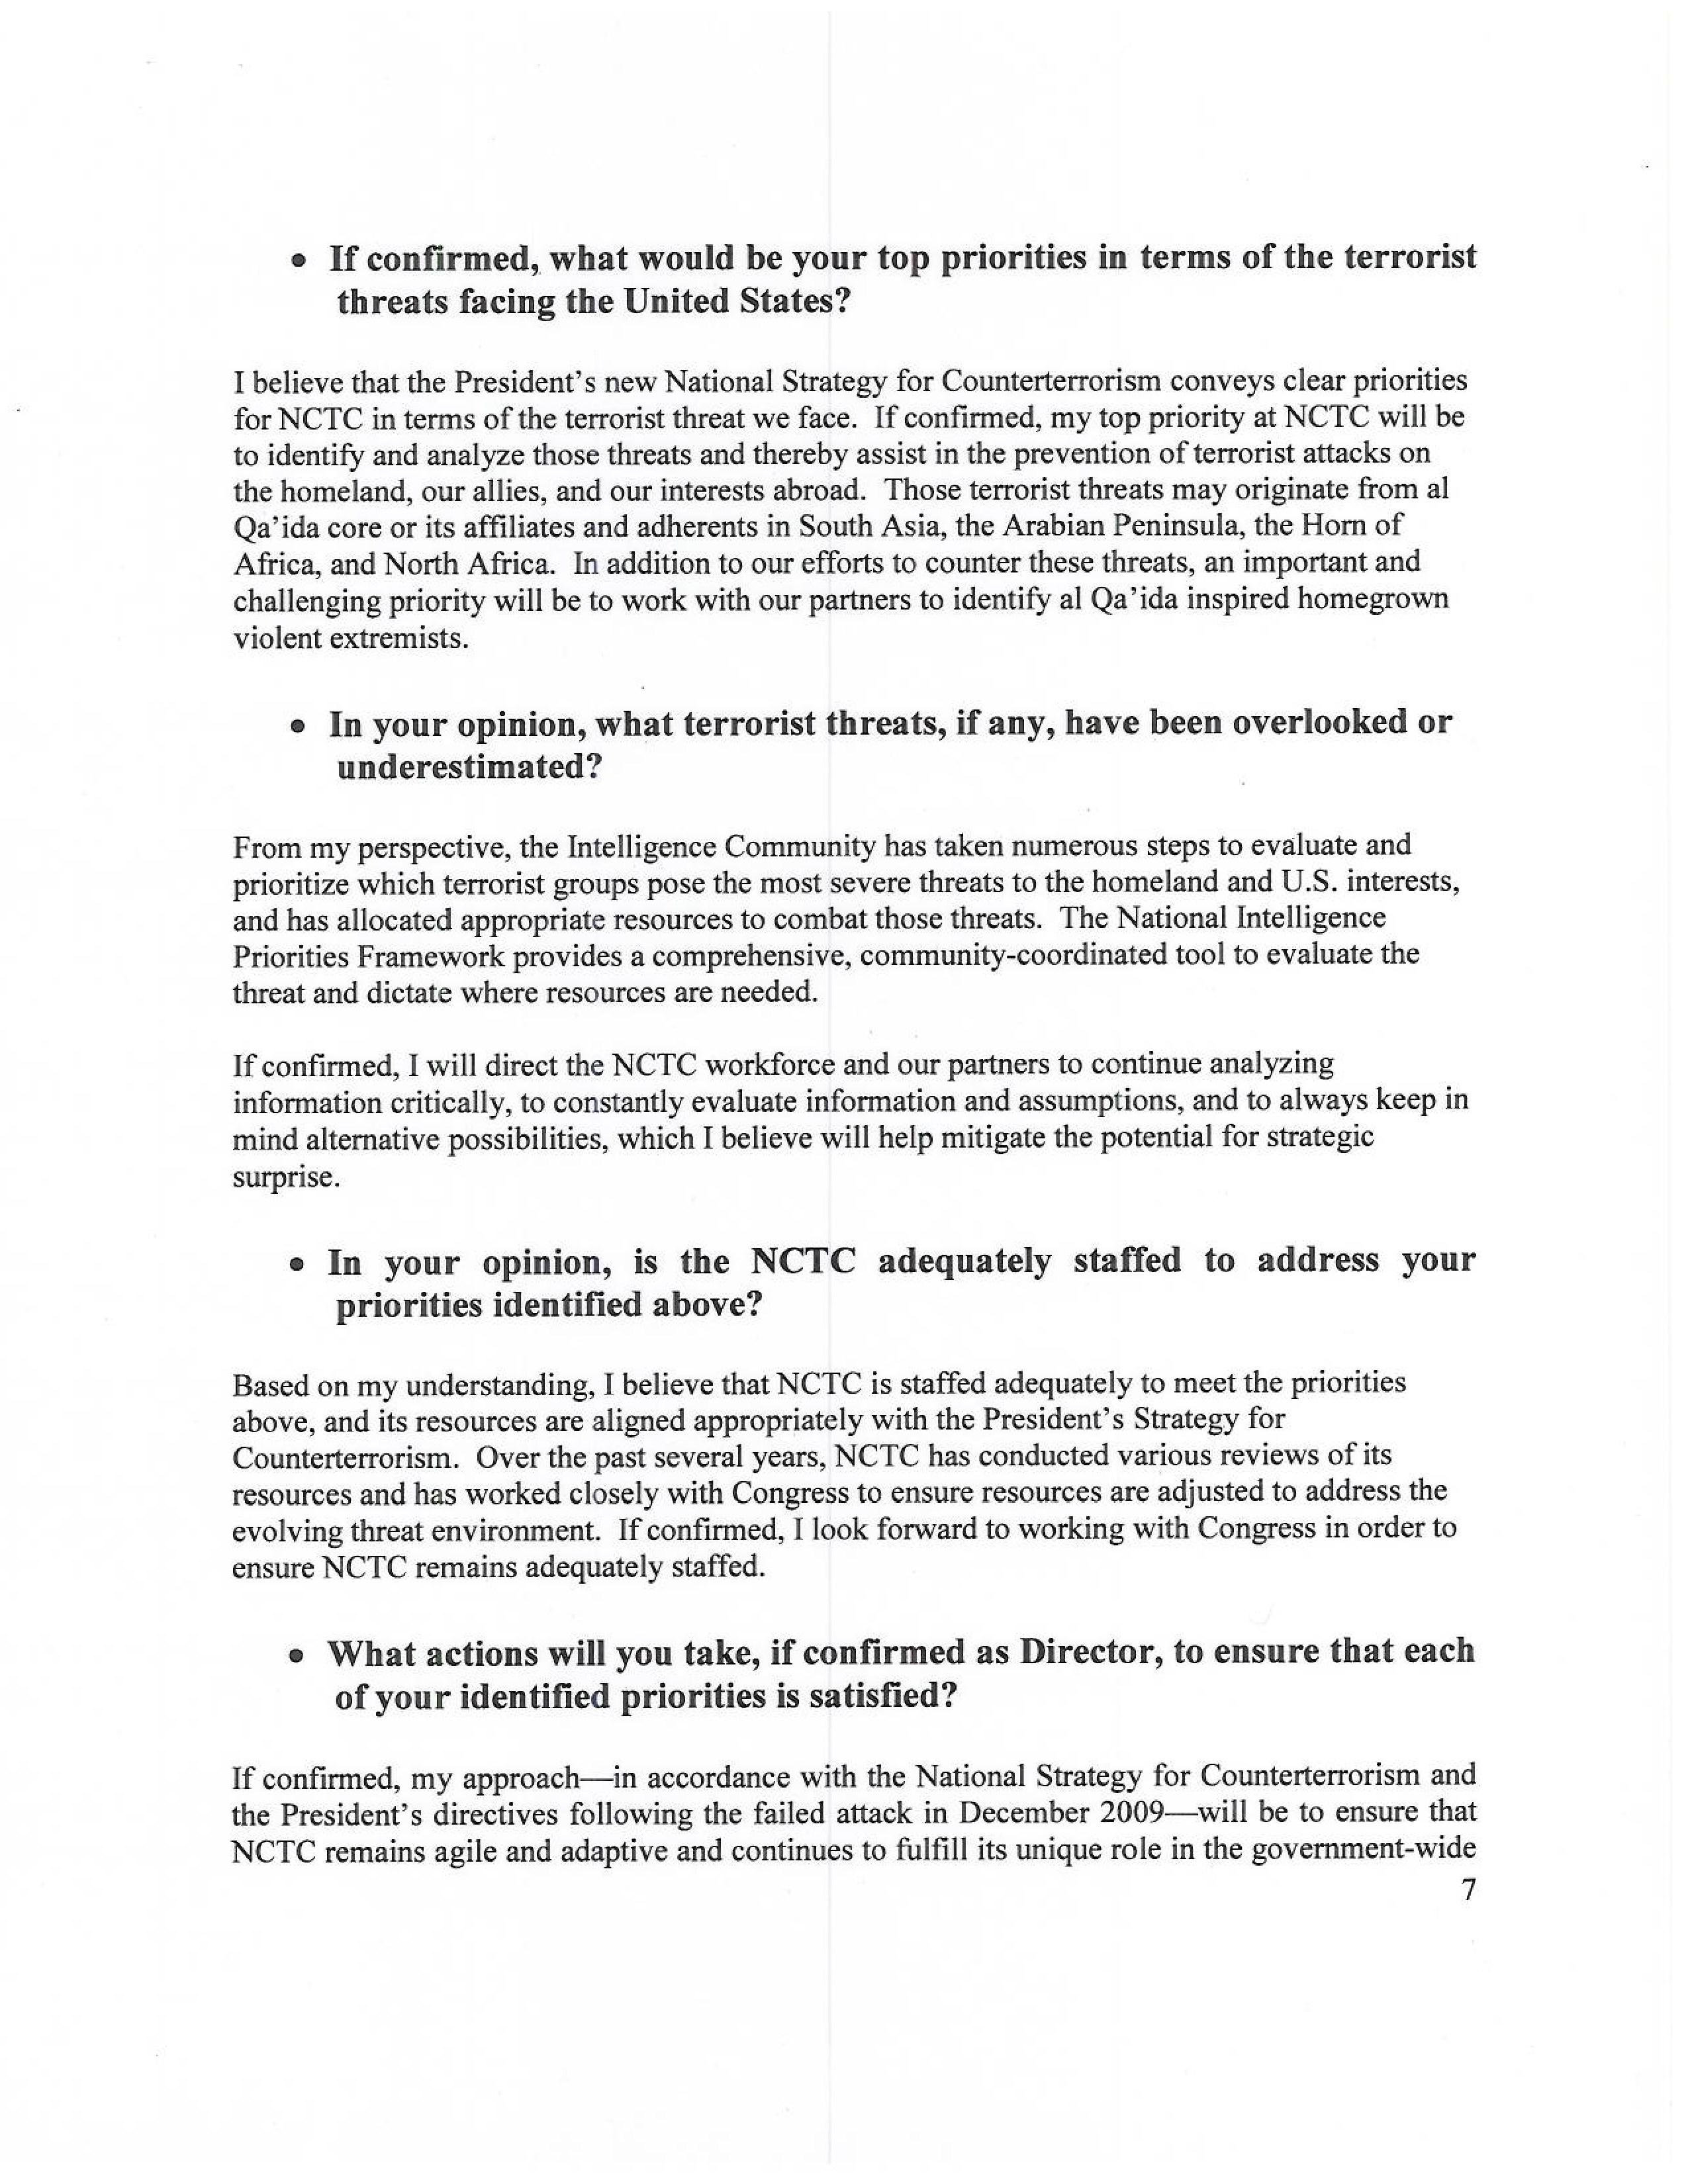 • If confirmed, what would be your top priorities in terms of the terrorist
threats facing the United States?
I believe that the President's new National Strategy for Counterterrorism conveys clear priorities
for NCTC in terms of the terrorist threat we face.  If confirmed, my top priority at NCTC will be
to identify and analyze those threats and thereby assist in the prevention of terrorist attacks on
the homeland, our allies, and our interests abroad.  Those terrorist threats may originate from al
Qa'ida core or its affiliates and adherents in South Asia, the Arabian Peninsula, the Horn of
Africa, and North Africa.  In addition to our efforts to counter these threats, an important and
challenging priority will be to work with our partners to identify al Qa'ida inspired homegrown
violent extremists.
• In your opinion, what terrorist threats, if any, have been overlooked or
underestimated?
From my perspective, the Intelligence Community has taken numerous steps to evaluate and
prioritize which terrorist groups pose the most severe threats to the homeland and U.S. interests,
and has allocated appropriate resources to combat those threats.  The National Intelligence
Priorities Framework provides a comprehensive, community-coordinated tool to evaluate the
threat and dictate where resources are needed.
If confirmed, I will direct the NCTC workforce and our partners to continue analyzing
information critically, to constantly evaluate information and assumptions, and to always keep in
mind alternative possibilities, which I believe will help mitigate the potential for strategic
surprise.
• In your opinion, is the NCTC adequately staffed to address your
priorities identified above?
Based on my understanding, I believe that NCTC is staffed adequately to meet the priorities
above, and its resources are aligned appropriately with the President's Strategy for
Counterterrorism.  Over the past several years, NCTC has conducted various reviews of its
resources and has worked closely with Congress to ensure resources are adjusted to address the
evolving threat environment.  If confirmed, I look forward to working with Congress in order to
ensure NCTC remains adequately staffed.
• What actions will you take, if confirmed as Director, to ensure that each
of your identified priorities is satisfied?
If confirmed, my approach—in accordance with the National Strategy for Counterterrorism and
the President's directives following the failed attack in December 2009—will be to ensure that
NCTC remains agile and adaptive and continues to fulfill its unique role in the government-wide
7